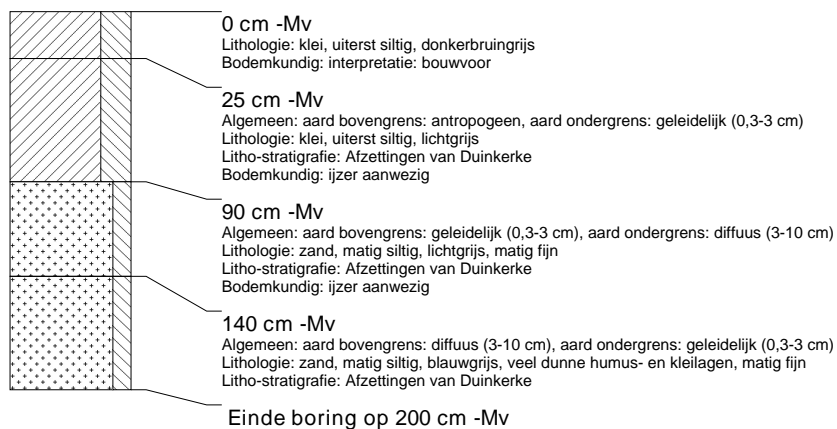 0 cm -Mv
Lithologie: klei, uiterst siltig, donkerbruingrijs
Bodemkundig: interpretatie: bouwvoor
25 cm -Mv
Algemeen: aard bovengrens: antropogeen, aard ondergrens: geleidelijk (0,3-3 cm)
Lithologie: klei, uiterst siltig, lichtgrijs
Litho-stratigrafie: Afzettingen van Duinkerke
Bodemkundig: ijzer aanwezig
90 cm -Mv
Algemeen: aard bovengrens: geleidelijk (0,3-3 cm), aard ondergrens: diffuus (3-10 cm)
Lithologie: zand, matig siltig, lichtgrijs, matig fijn
Litho-stratigrafie: Afzettingen van Duinkerke
Bodemkundig: ijzer aanwezig
140 cm -Mv
Algemeen: aard bovengrens: diffuus (3-10 cm), aard ondergrens: geleidelijk (0,3-3 cm)
Lithologie: zand, matig siltig, blauwgrijs, veel dunne humus- en kleilagen, matig fijn
Litho-stratigrafie: Afzettingen van Duinkerke
Einde boring op 200 cm -Mv